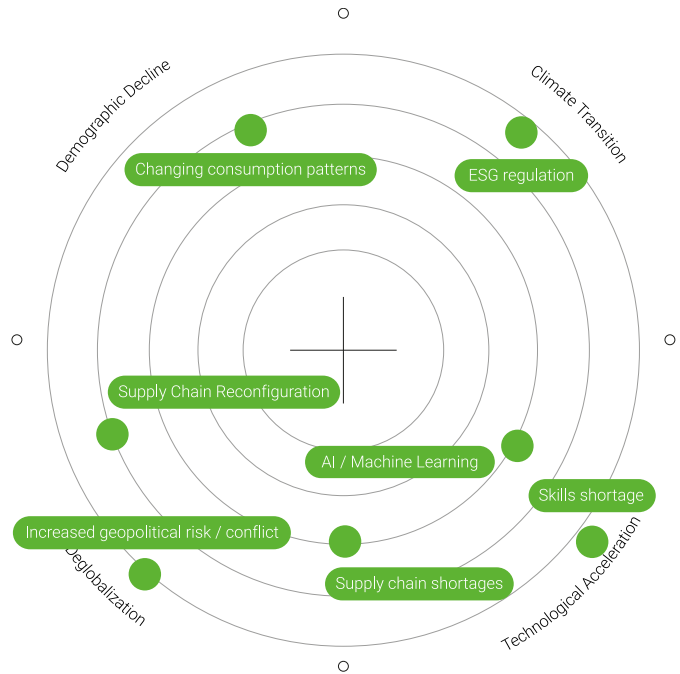 Demographic Decline
Climate Transition
Changing consumption patterns
ESG regulation
Supply Chain Reconfiguration
AI / Machine Learning
Skills shortage
Increased geopolitical risk / conflict
Deglobalization
Supply chain shortages
Technological Acceleration